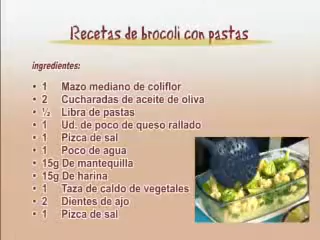 Recetas de brocoli con pastas
ingredientes:
• 1 Mazo mediano de coliflor
• 2 Cucharadas de aceite de oliva
• ½ Libra de pastas
• 1 Ud. de poco de queso rallado
• 1 Pizca de sal
• 1 Poco de agua
• 15g De mantequilla
• 15g De harina
• 1 Taza de caldo de vegetales
• 2 Dientes de ajo
• 1 Pizca de sal